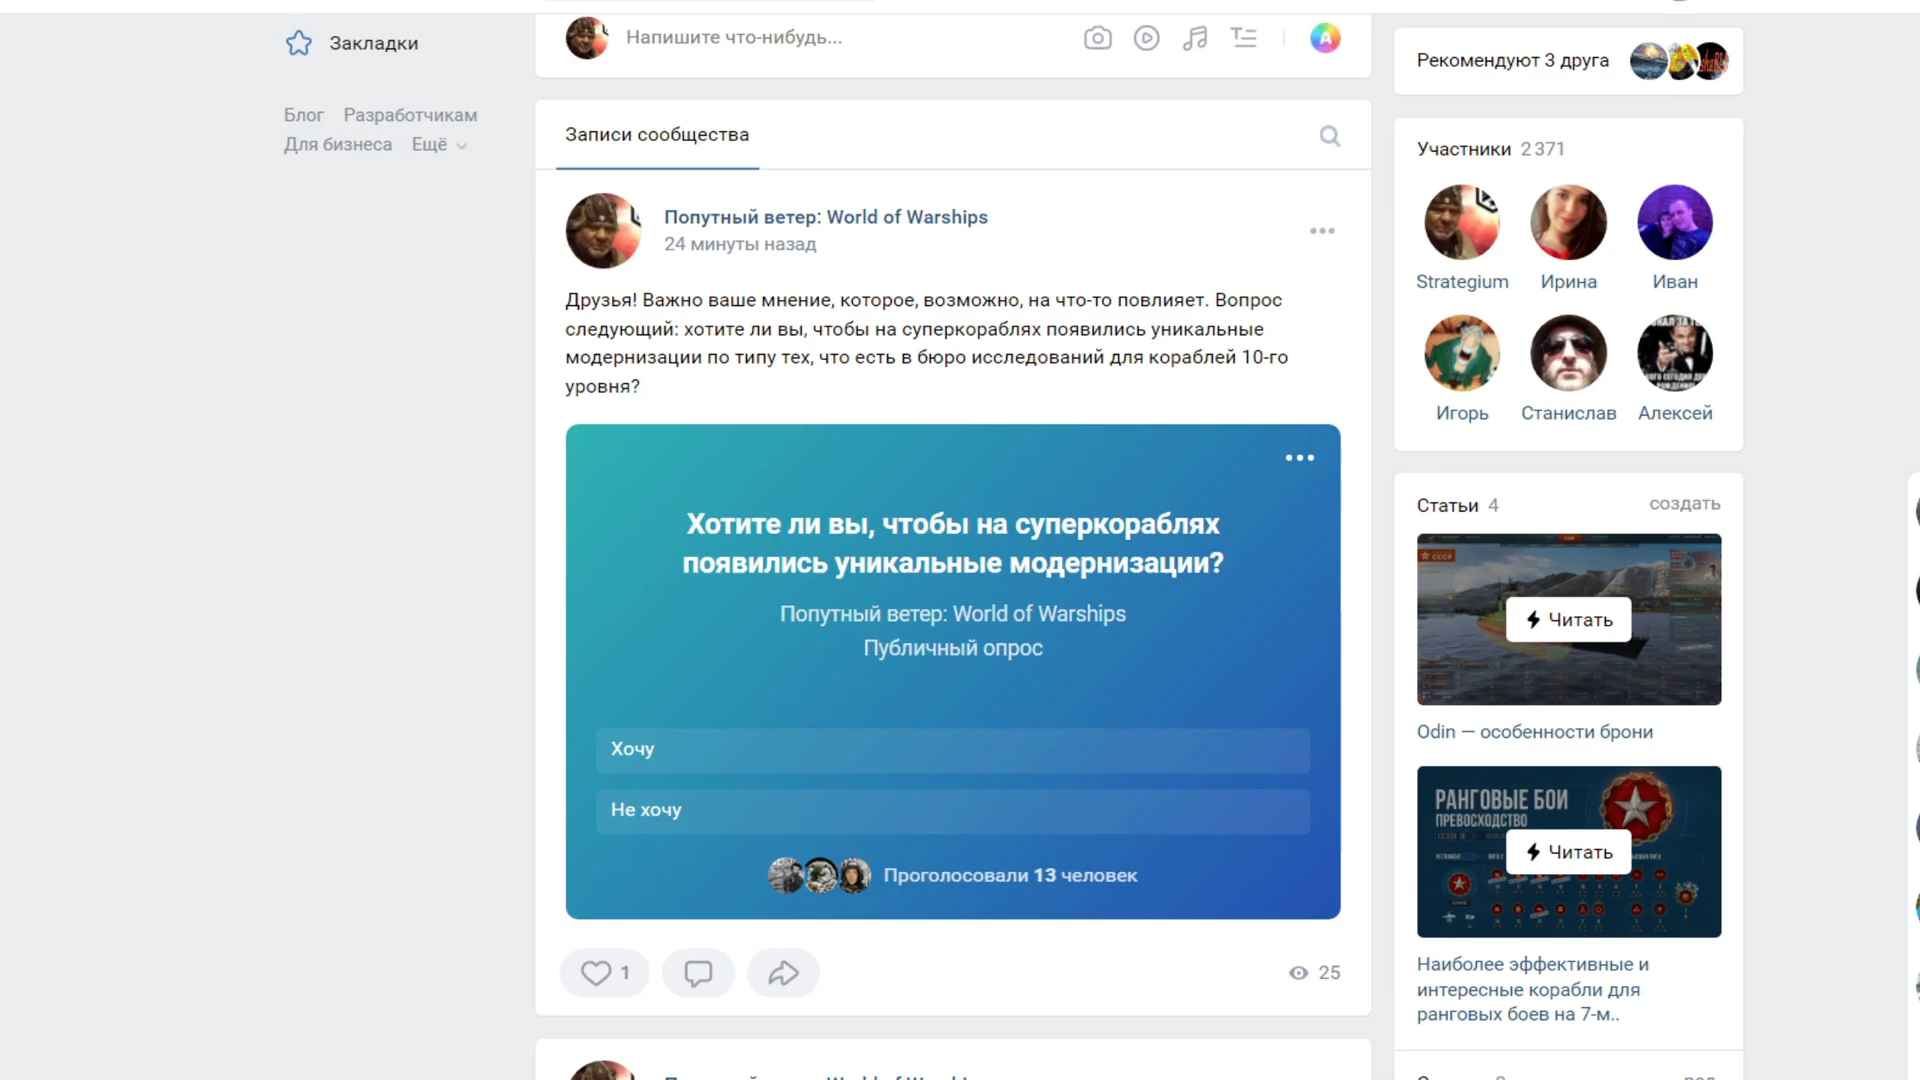 Закладки
Блог Разработчикам
Для бизнеса Ещё
Напишите что-нибудь...
Записи сообщества
Попутный ветер: World of Warships
24 минуты назад
Друзья! Важно ваше мнение, которое, возможно, на что-то повлияет. Вопрос
следующий: хотите ли вы, чтобы на суперкораблях появились уникальные
модернизации по типу тех, что есть в бюро исследований для кораблей 10-го
уровня?
Хотите ли вы, чтобы на суперкораблях
появились уникальные модернизации?
Попутный ветер: World of Warships
Публичный опрос
Хочу
Не хочу
Проголосовали 13 человек
1
25
Рекомендуют 3 друга
Участники 2 371
Strategium Ирина Иван
Игорь Станислав Алексей
Статьи 4 создать
СССР
Читать
Odin — особенности брони
РАНГОВЫЕ БОИ
ПРЕВОСХОДСТВО
Читать
Наиболее эффективные и
интересные корабли для
ранговых боев на 7-м..